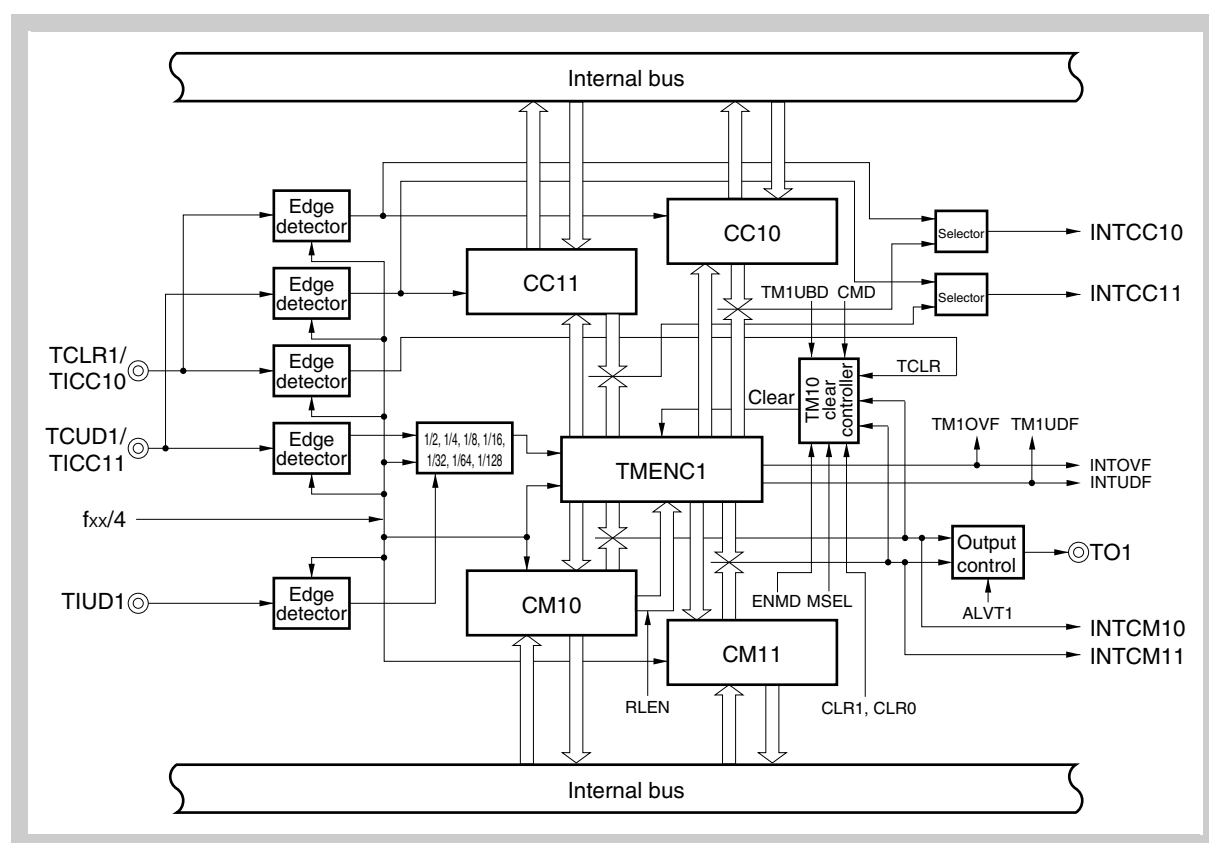 Internal bus
Edge
detector
CC10
Selector
INTCC10
CC11
Edge
detector
TM1UBD CMD
Selector
INTCC11
TCLR1/
TICC10
Edge
detector
TM10
clear
controller
TCLR
Clear
TCUD1/
TICC11
Edge
detector
1/2, 1/4, 1/8, 1/16,
1/32, 1/64, 1/128
TMENC1
TM1OVF TM1UDF
INTOVF
INTUDF
fxx/4
Output
control
TO1
TIUD1
Edge
detector
CM10
ENMD MSEL
ALVT1
CM11
INTCM10
INTCM11
RLEN
CLR1, CLR0
Internal bus